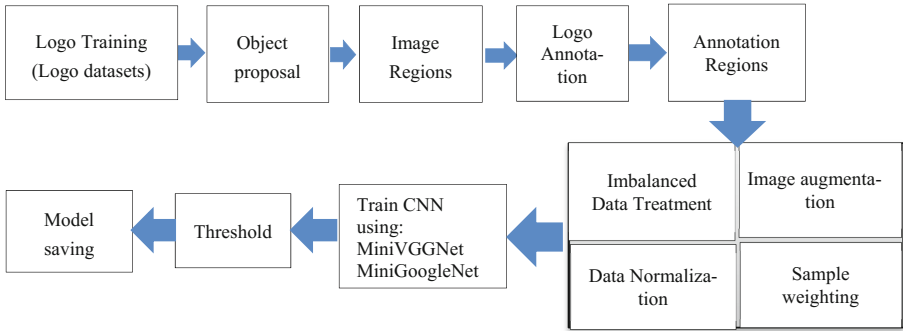 Logo Training
(Logo datasets)
Object
proposal
Image
Regions
Logo
Annota-
tion
Annotation
Regions
Imbalanced
Data Treatment
Image augmenta-
tion
Data Normaliza-
tion
Sample
weighting
Train CNN
using:
MiniVGGNet
MiniGoogleNet
Threshold
Model
saving